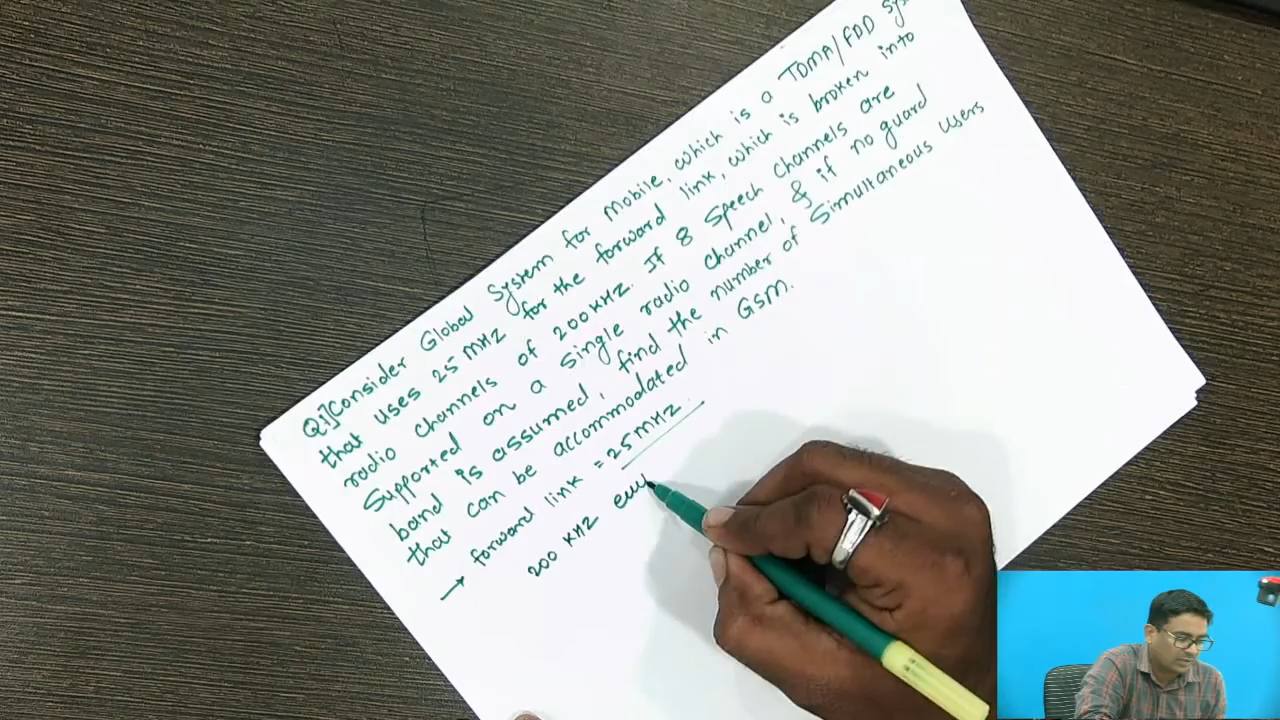 Q1] Consider Global System for Mobile, which is a TDMA/FDD Sys
that uses 25 MHz for the forward link, which is broken into
radio channels of 200 KHz. If 8 Speech Channels are
Supported on a single radio channel, & if no guard
band is assumed, find the number of Simultaneous users
that can be accommodated in GSM.
→ forward link = 25 MHz.
200 KHz